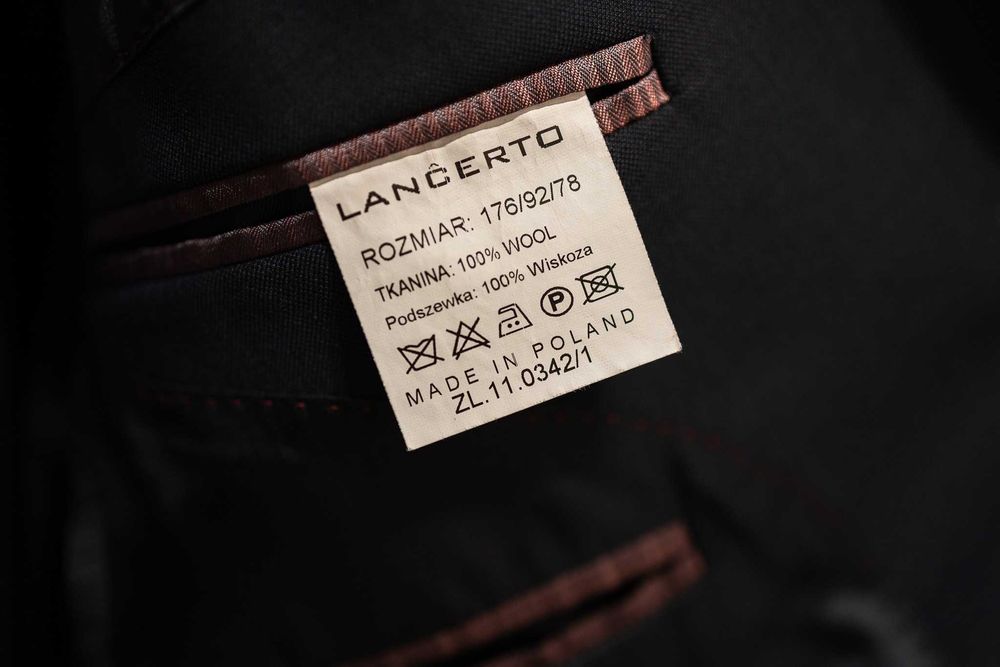 LANĈERTO
ROZMIAR: 176/92/78
TKANINA: 100% WOOL
Podszewka: 100% Wiskoza
P
MADE IN POLAND
ZL.11.0342/1